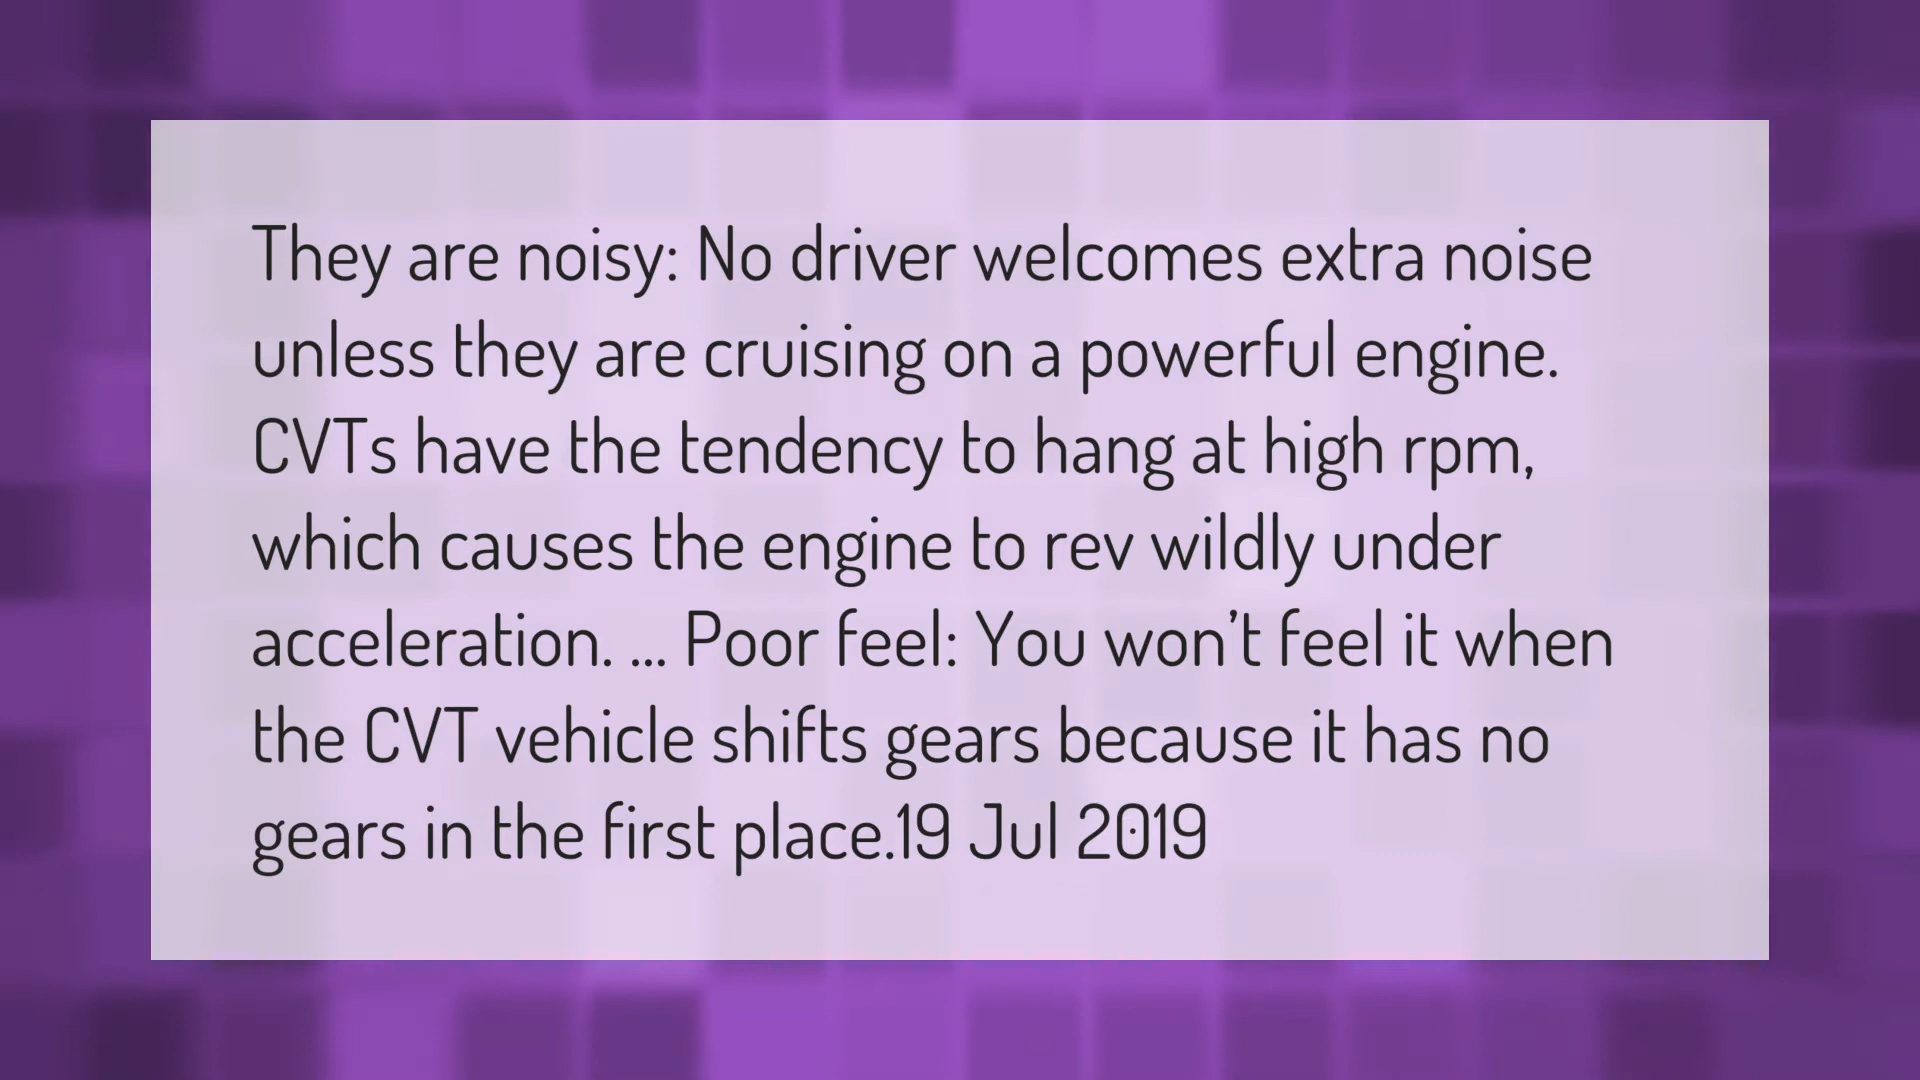 They are noisy: No driver welcomes extra noise
unless they are cruising on a powerful engine.
CVTs have the tendency to hang at high rpm,
which causes the engine to rev wildly under
acceleration. ... Poor feel: You won’t feel it when
the CVT vehicle shifts gears because it has no
gears in the first place.19 Jul 2019